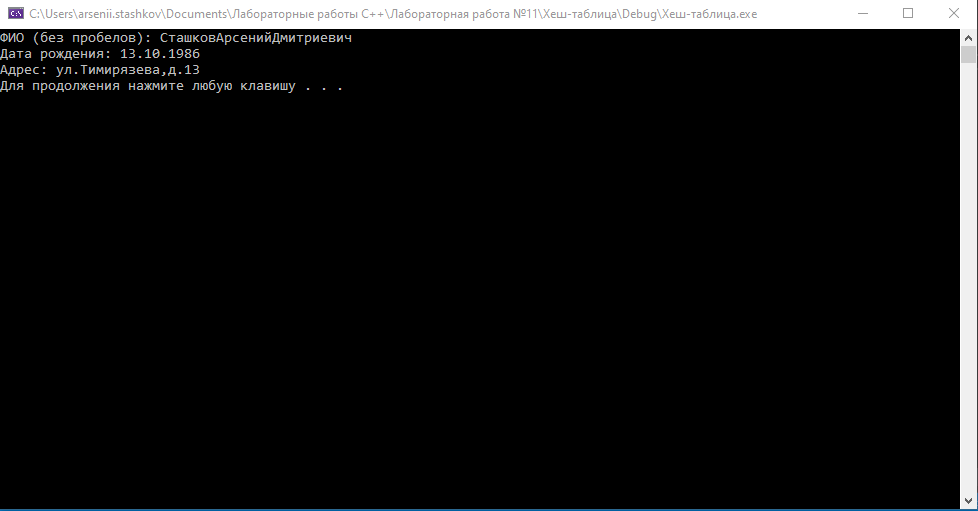 C:\Users\arsenii.stashkov\Documents\Лабораторные работы C++\Лабораторная работа №11\Хеш-таблица\Debug\Хеш-таблица.exe
ФИО (без пробелов): СташковАрсенийДмитриевич
Дата рождения: 13.10.1986
Адрес: ул.Тимирязева,д.13
Для продолжения нажмите любую клавишу . . .